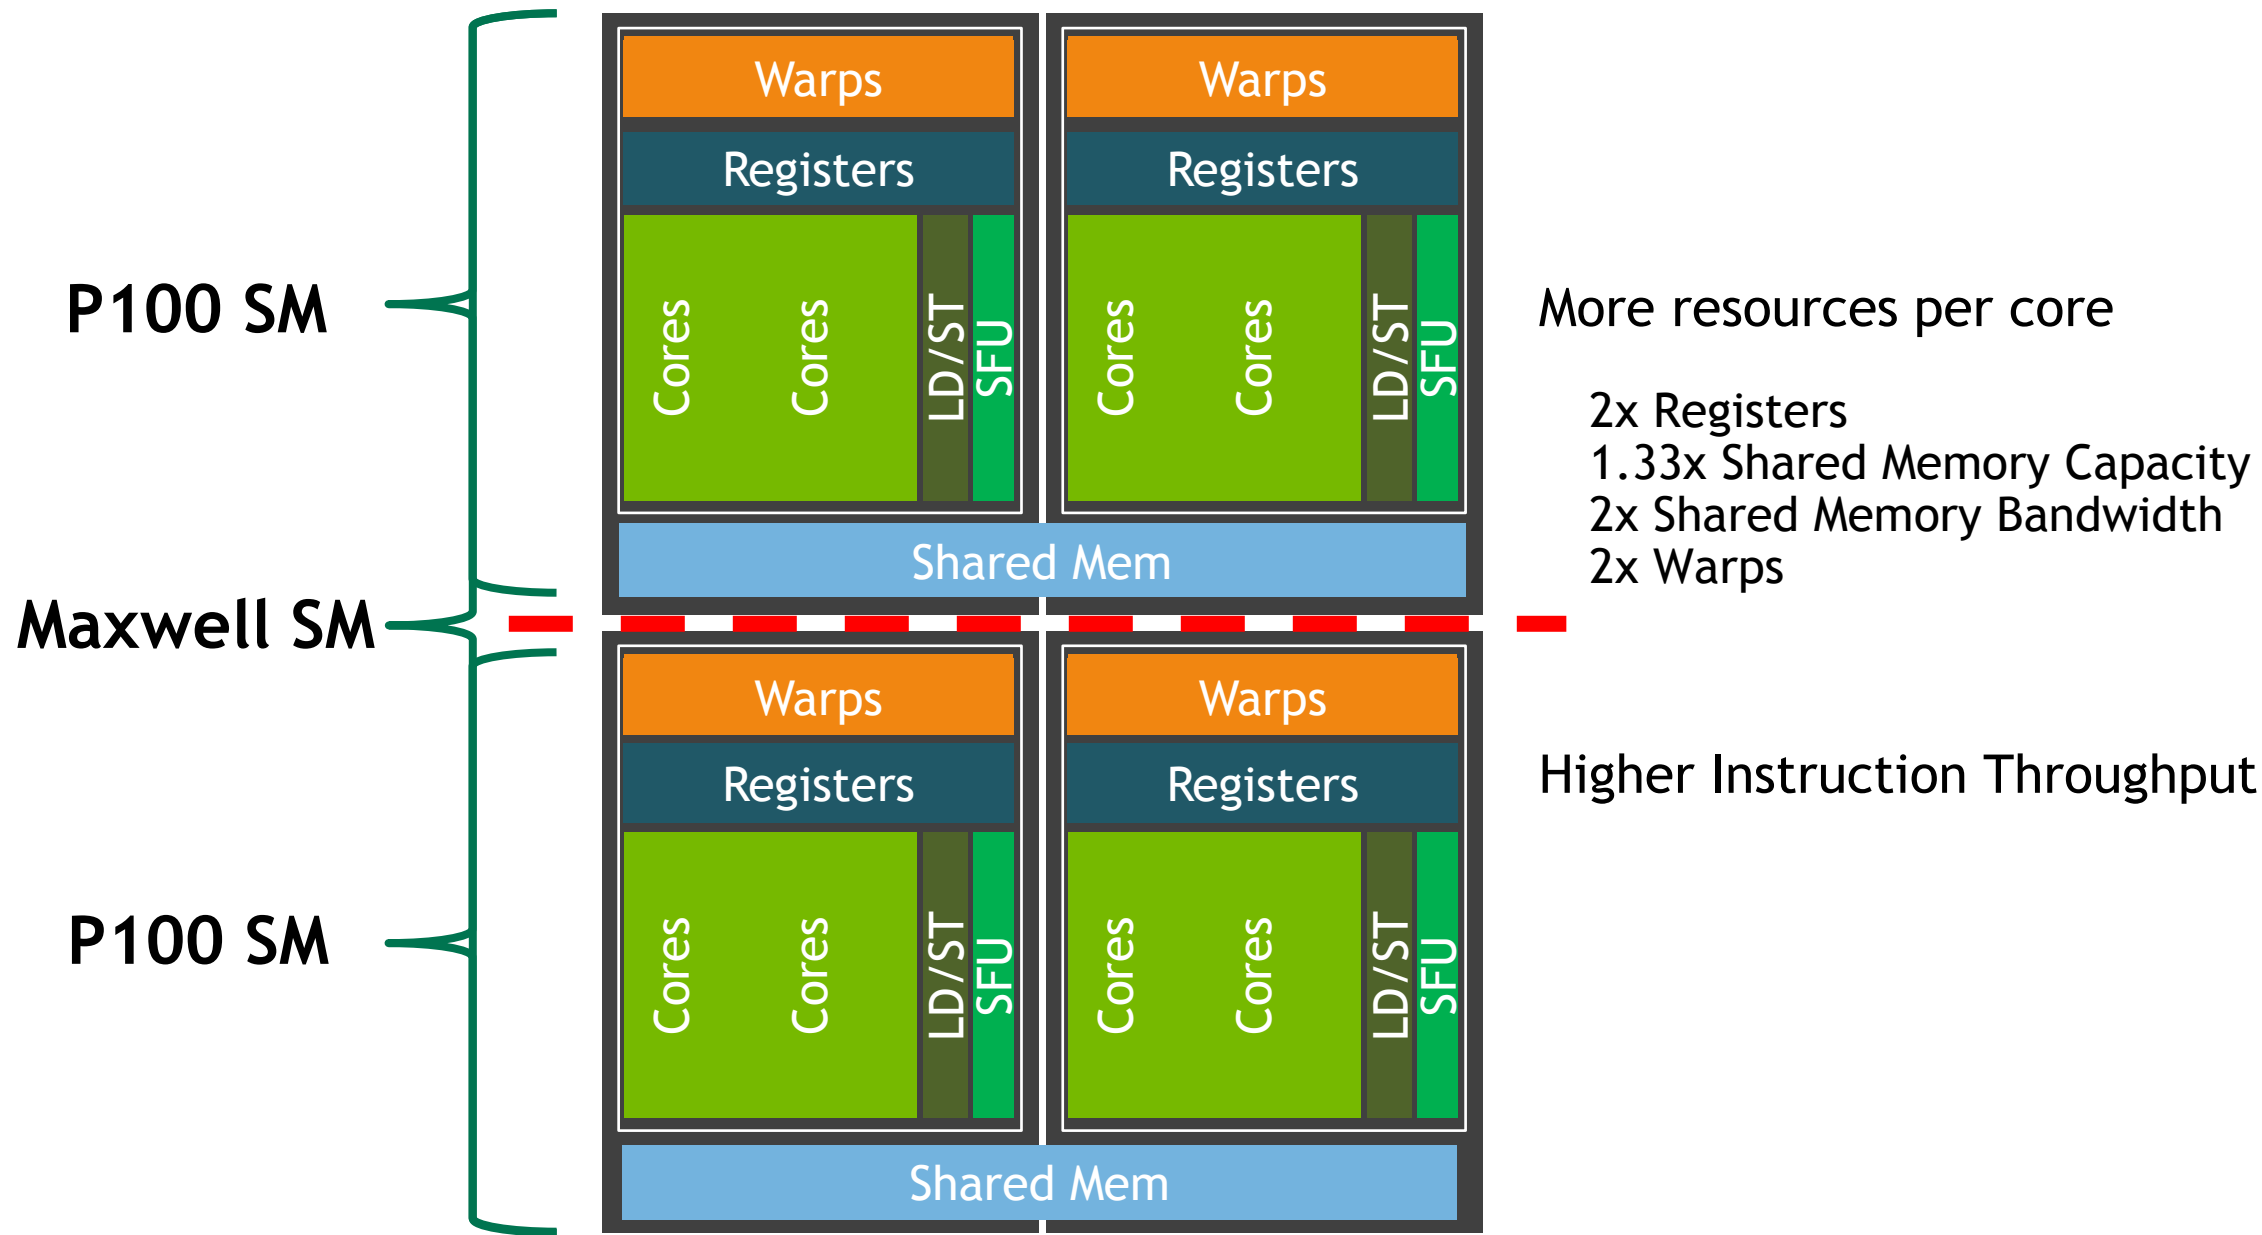 P100 SM
Maxwell SM
P100 SM
Warps
Registers
Cores
Cores
LD/ST
SFU
Warps
Registers
Cores
Cores
LD/ST
SFU
Shared Mem
Warps
Registers
Cores
Cores
LD/ST
SFU
Warps
Registers
Cores
Cores
LD/ST
SFU
Shared Mem
More resources per core
2x Registers
1.33x Shared Memory Capacity
2x Shared Memory Bandwidth
2x Warps
Higher Instruction Throughput